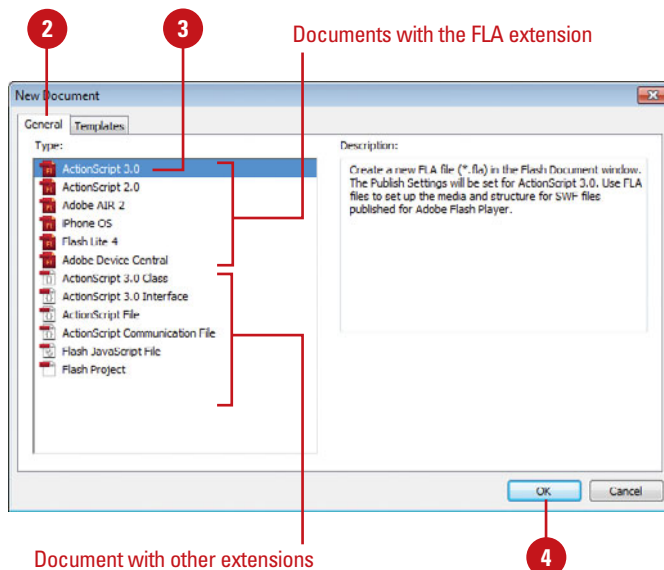 2
3
Documents with the FLA extension
New Document
General
Templates
Type:
Description:
ActionScript 3.0
ActionScript 2.0
Adobe AIR 2
iPhone OS
Flash Lite 4
Adobe Device Central
ActionScript 3.0 Class
ActionScript 3.0 Interface
ActionScript File
ActionScript Communication File
Flash JavaScript File
Flash Project
Create a new FLA file (*.fla) in the Flash Document window.
The Publish Settings will be set for ActionScript 3.0. Use FLA
files to set up the media and structure for SWF files
published for Adobe Flash Player.
OK
Cancel
Document with other extensions
4